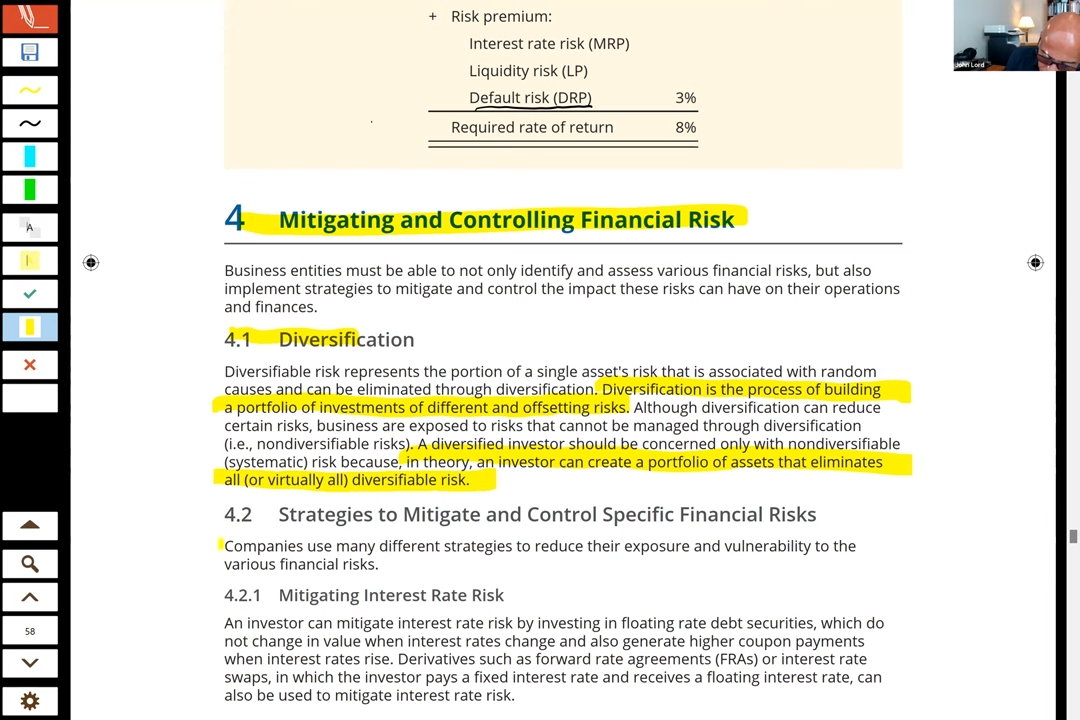 + Risk premium:
Interest rate risk (MRP)
Liquidity risk (LP)
Default risk (DRP) 3%
Required rate of return 8%
4 Mitigating and Controlling Financial Risk
Business entities must be able to not only identify and assess various financial risks, but also
implement strategies to mitigate and control the impact these risks can have on their operations
and finances.
4.1 Diversification
Diversifiable risk represents the portion of a single asset's risk that is associated with random
causes and can be eliminated through diversification. Diversification is the process of building
a portfolio of investments of different and offsetting risks. Although diversification can reduce
certain risks, business are exposed to risks that cannot be managed through diversification
(i.e., nondiversifiable risks). A diversified investor should be concerned only with nondiversifiable
(systematic) risk because, in theory, an investor can create a portfolio of assets that eliminates
all (or virtually all) diversifiable risk.
4.2 Strategies to Mitigate and Control Specific Financial Risks
Companies use many different strategies to reduce their exposure and vulnerability to the
various financial risks.
4.2.1 Mitigating Interest Rate Risk
An investor can mitigate interest rate risk by investing in floating rate debt securities, which do
not change in value when interest rates change and also generate higher coupon payments
when interest rates rise. Derivatives such as forward rate agreements (FRAs) or interest rate
swaps, in which the investor pays a fixed interest rate and receives a floating interest rate, can
also be used to mitigate interest rate risk.
A
58
John Lord